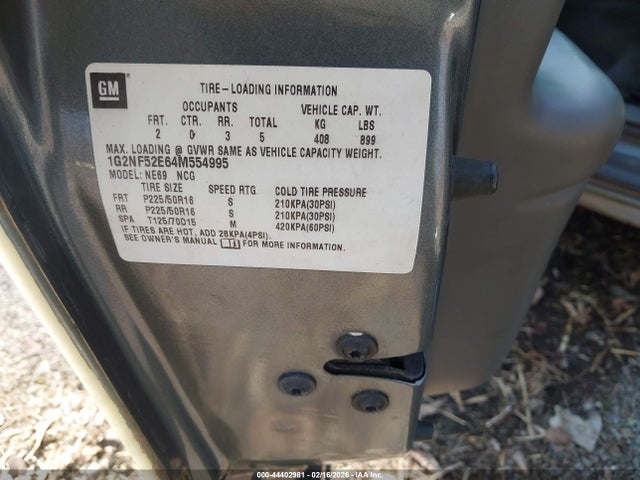 GM
TIRE-LOADING INFORMATION
OCCUPANTS VEHICLE CAP. WT.
FRT. CTR. RR. TOTAL KG LBS
2 0 3 5 408 899
MAX. LOADING @ GVWR SAME AS VEHICLE CAPACITY WEIGHT.
1G2NF52E64M554995
MODEL: NE69 NCG
TIRE SIZE SPEED RTG COLD TIRE PRESSURE
FRT P225/50R16 S 210KPA(30PSI)
RR P225/50R16 S 210KPA(30PSI)
SPA T125/70D15 M 420KPA(60PSI)
IF TIRES ARE HOT, ADD 28KPA(4PSI).
SEE OWNER'S MANUAL FOR MORE INFORMATION.
000-44402981 - 02/16/2026 - IAA